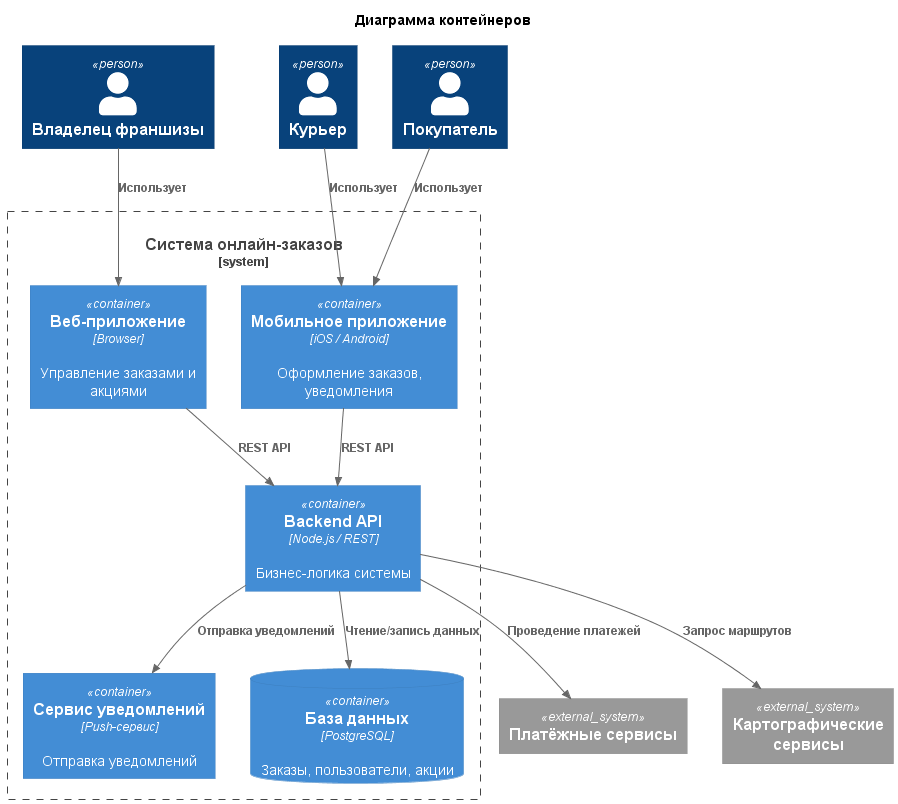 Диаграмма контейнеров
«person»
Владелец франшизы
«person»
Курьер
«person»
Покупатель
Использует
Использует
Использует
Система онлайн-заказов
[system]
«container»
Веб-приложение
[Browser]
Управление заказами и
акциями
«container»
Мобильное приложение
[iOS / Android]
Оформление заказов,
уведомления
REST API
REST API
«container»
Backend API
[Node.js / REST]
Бизнес-логика системы
Отправка уведомлений
Чтение/запись данных
Проведение платежей
Запрос маршрутов
«container»
Сервис уведомлений
[Push-сервис]
Отправка уведомлений
«container»
База данных
[PostgreSQL]
Заказы, пользователи, акции
«external_system»
Платёжные сервисы
«external_system»
Картографические
сервисы